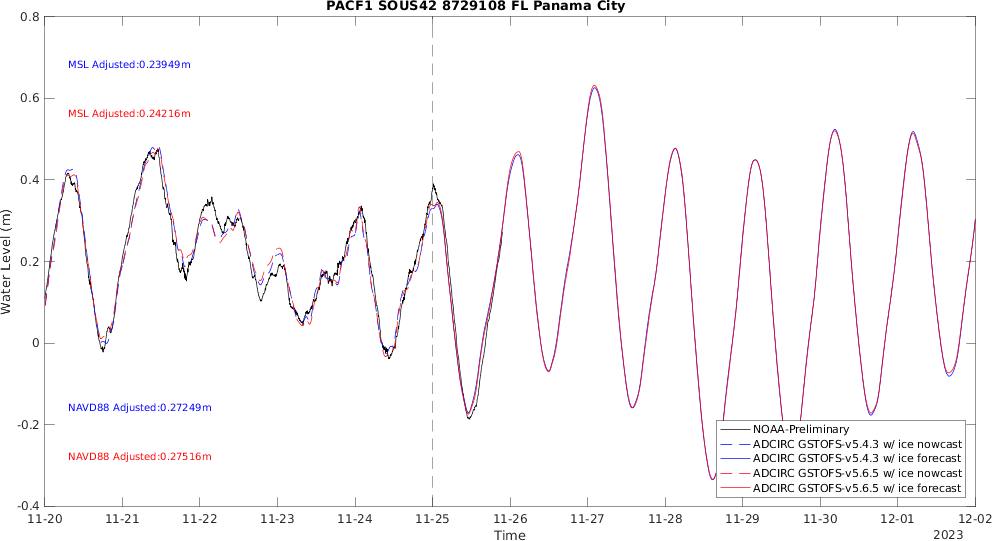 PACF1 SOUS42 8729108 FL Panama City
0.8
0.6
0.4
0.2
0
-0.2
-0.4
Water Level (m)
MSL Adjusted:0.23949m
MSL Adjusted:0.24216m
NAVD88 Adjusted:0.27249m
NAVD88 Adjusted:0.27516m
NOAA-Preliminary
ADCIRC GSTOFS-v5.4.3 w/ ice nowcast
ADCIRC GSTOFS-v5.4.3 w/ ice forecast
ADCIRC GSTOFS-v5.6.5 w/ ice nowcast
ADCIRC GSTOFS-v5.6.5 w/ ice forecast
11-20 11-21 11-22 11-23 11-24 11-25 11-26 11-27 11-28 11-29 11-30 12-01 12-02
Time
2023